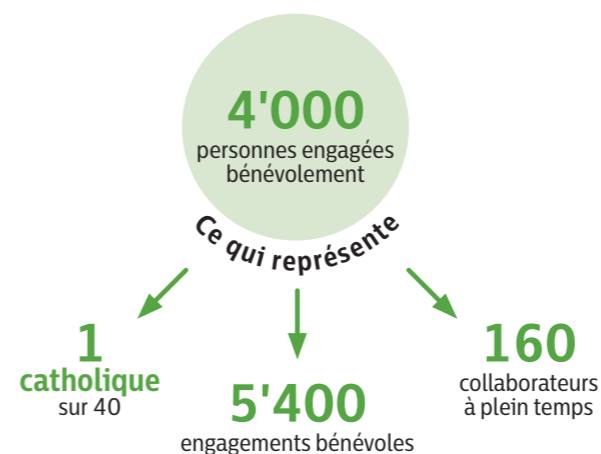 4'000
personnes engagées
bénévolement
Ce qui représente
1
catholique
sur 40
5'400
engagements bénévoles
160
collaborateurs
à plein temps